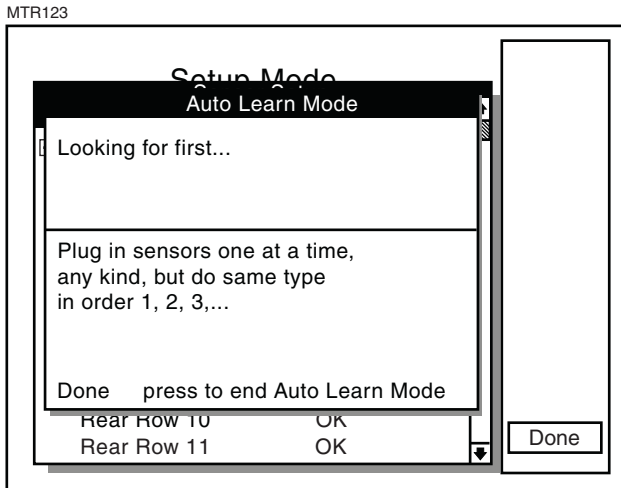 MTR123
Setup Mode
Auto Learn Mode
Looking for first...
Plug in sensors one at a time,
any kind, but do same type
in order 1, 2, 3,...
Done press to end Auto Learn Mode
Rear Row 10 OK
Rear Row 11 OK
Done